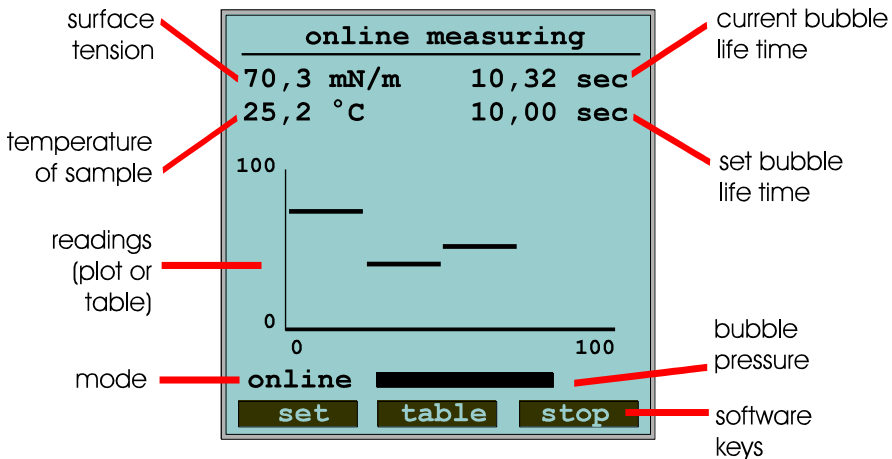 surface
tension
current bubble
life time
online measuring
70,3 mN/m 10,32 sec
25,2 °C 10,00 sec
temperature
of sample
set bubble
life time
100
readings
(plot or
table)
0
0 100
bubble
pressure
mode
online
set table stop
software
keys